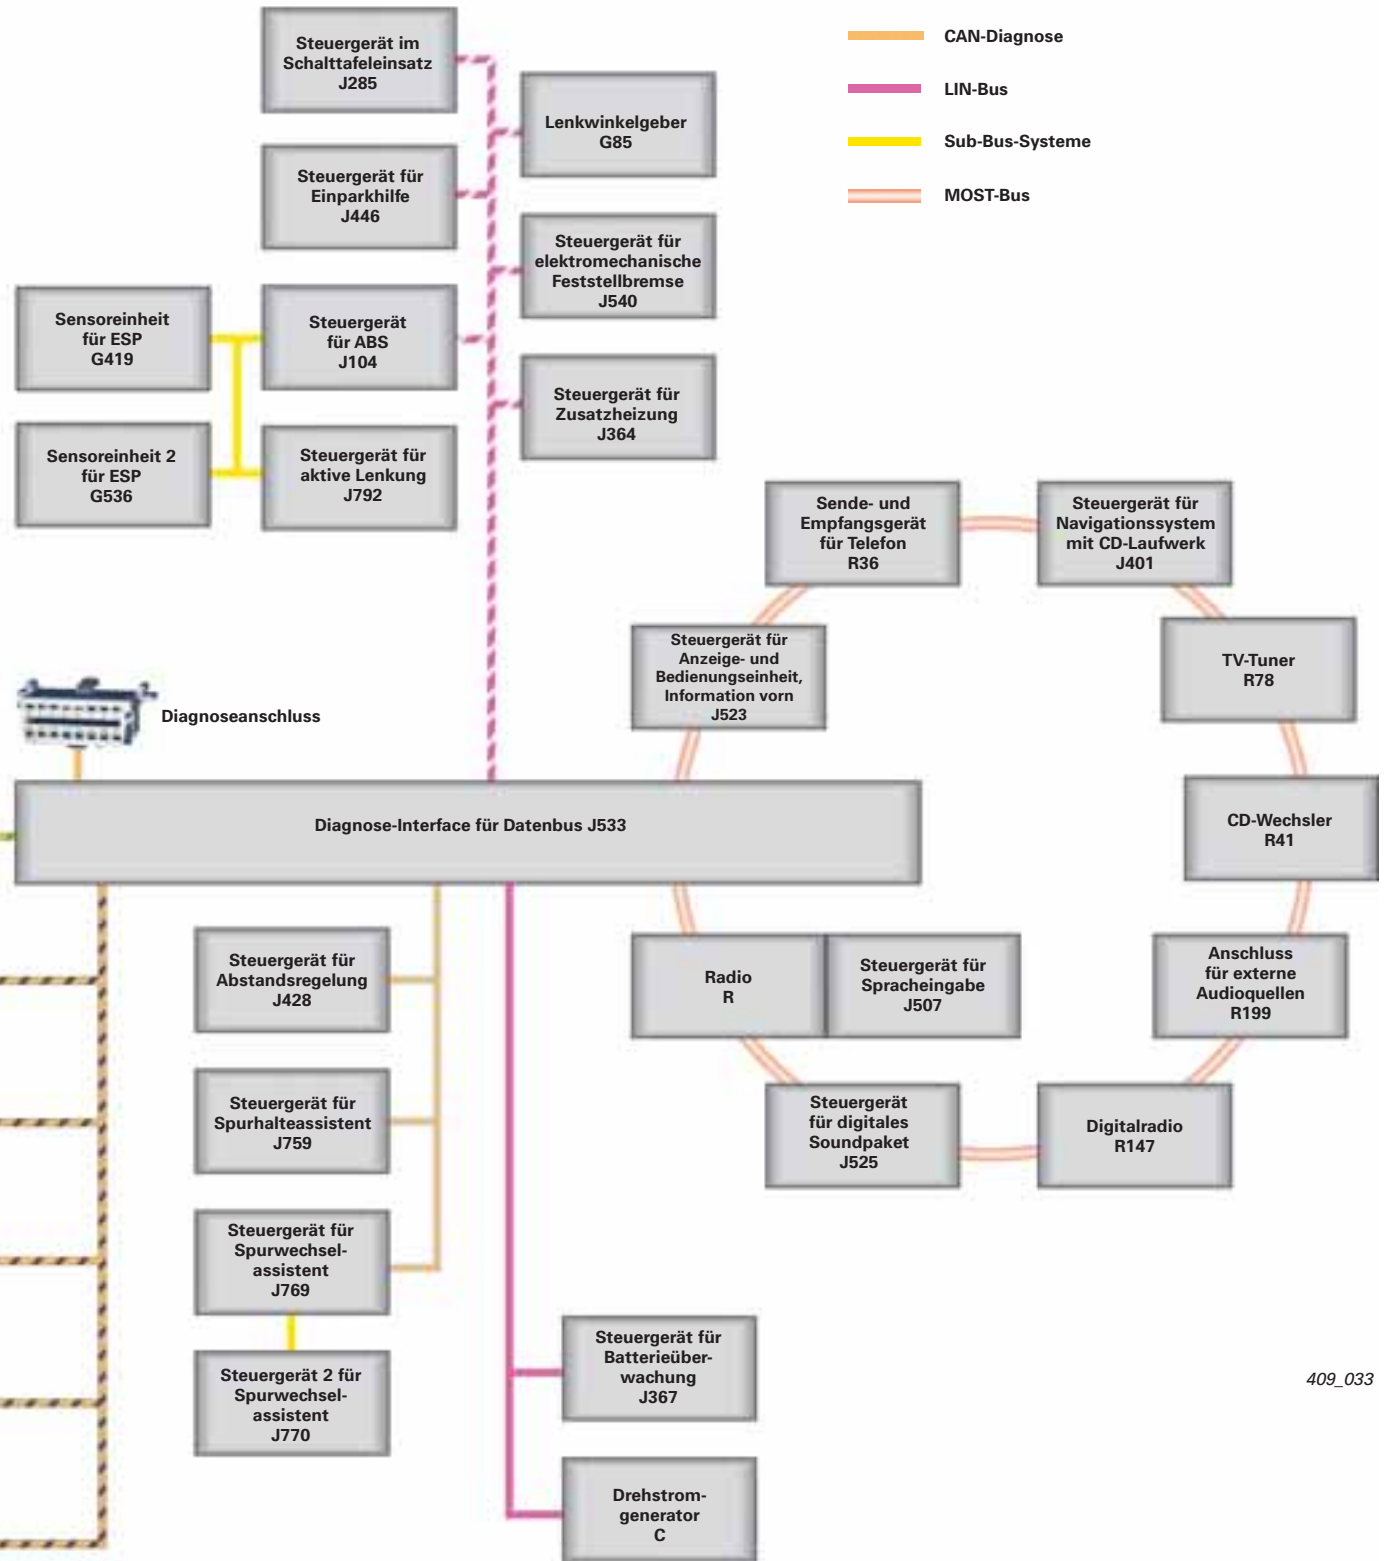 Steuergerät im
Schalttafeleinsatz
J285
Lenkwinkelgeber
G85
Steuergerät für
Einparkhilfe
J446
Steuergerät für
elektromechanische
Feststellbremse
J540
Sensoreinheit
für ESP
G419
Steuergerät
für ABS
J104
Steuergerät für
Zusatzheizung
J364
Sensoreinheit 2
für ESP
G536
Steuergerät für
aktive Lenkung
J792
CAN-Diagnose
LIN-Bus
Sub-Bus-Systeme
MOST-Bus
Sende- und
Empfangsgerät
für Telefon
R36
Steuergerät für
Navigationssystem
mit CD-Laufwerk
J401
Steuergerät für
Anzeige- und
Bedienungseinheit,
Information vorn
J523
TV-Tuner
R78
Diagnoseanschluss
Diagnose-Interface für Datenbus J533
CD-Wechsler
R41
Steuergerät für
Abstandsregelung
J428
Radio
R
Steuergerät für
Spracheingabe
J507
Anschluss
für externe
Audioquellen
R199
Steuergerät für
Spurhalteassistent
J759
Steuergerät
für digitales
Soundpaket
J525
Digitalradio
R147
Steuergerät für
Spurwechsel-
assistent
J769
Steuergerät 2 für
Spurwechsel-
assistent
J770
Steuergerät für
Batterieüber-
wachung
J367
Drehstrom-
generator
C
409_033